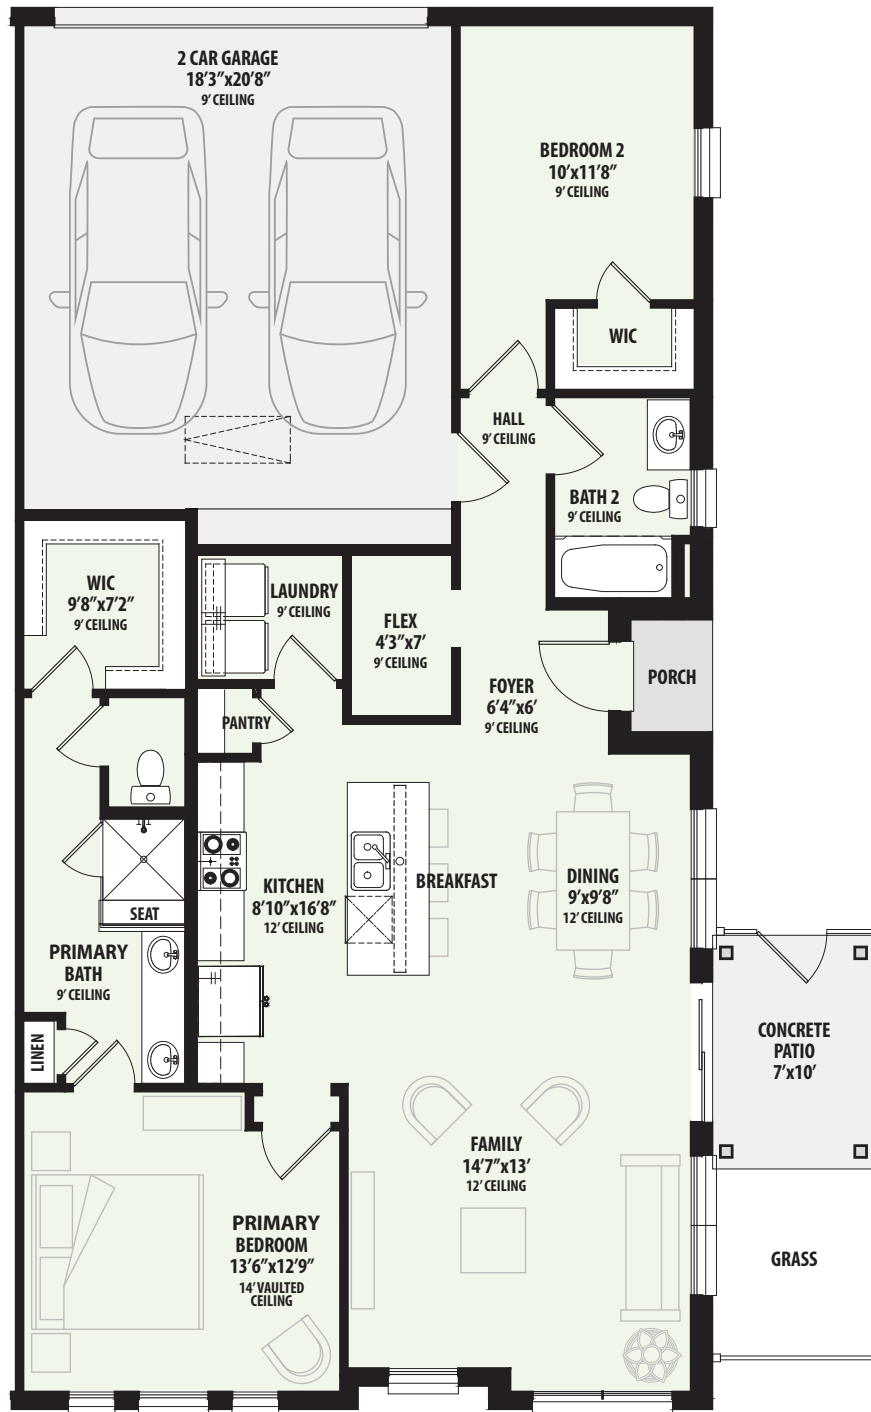 2 CAR GARAGE
18'3"x20'8"
9' CEILING
BEDROOM 2
10'x11'8"
9' CEILING
WIC
HALL
9' CEILING
BATH 2
9' CEILING
WIC
9'8"x7'2"
9' CEILING
LAUNDRY
9' CEILING
FLEX
4'3"x7'
9' CEILING
FOYER
6'4"x6'
9' CEILING
PORCH
PANTRY
KITCHEN
8'10"x16'8"
12' CEILING
BREAKFAST
DINING
9'x9'8"
12' CEILING
SEAT
PRIMARY
BATH
9' CEILING
LINEN
CONCRETE
PATIO
7'x10'
FAMILY
14'7"x13'
12' CEILING
PRIMARY
BEDROOM
13'6"x12'9"
14' VAULTED
CEILING
GRASS